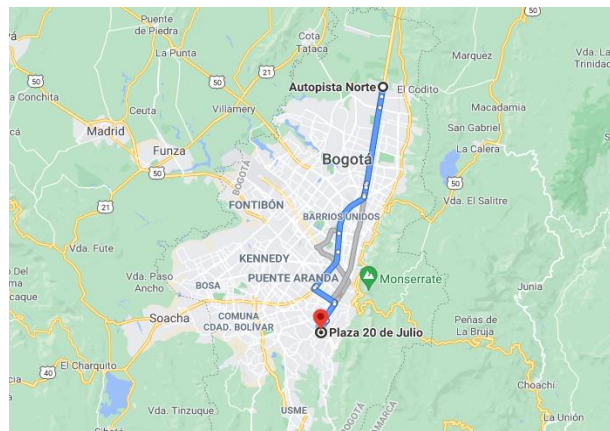 Puente
de Piedra
Cota
Tataca
La Punta
50
21
La Conchita
Ceuta
Villamery
Autopista Norte
El Codito
Marquez
Vda. La
Trinidad
Macadamia
San Gabriel
La Calera
Madrid
Funza
Bogotá
BOGOTÁ
50
50
21
FONTIBÓN
BARRIOS UNIDOS
Vda. El Salitre
Vda. Fute
KENNEDY
PUENTE ARANDA
Monserrate
Vda. Paso
Ancho
BOSA
Junia
Soacha
COMUNA
CDAD. BOLÍVAR
Plaza 20 de Julio
Peñas de
La Bruja
El Charquito
40
Choachí
Vda. Tinzuque
USME
La Unión